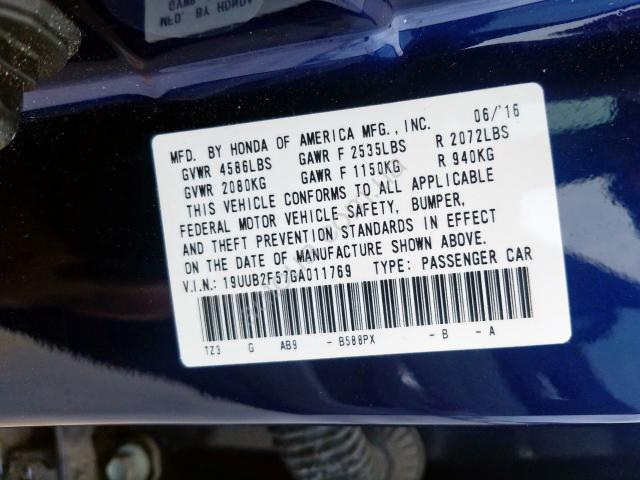 MFD. BY HONDA OF AMERICA MFG., INC. 06/'16
GVWR 4586LBS GAWR F 2535LBS R 2072LBS
GVWR 2080KG GAWR F 1150KG R 940KG
THIS VEHICLE CONFORMS TO ALL APPLICABLE
FEDERAL MOTOR VEHICLE SAFETY, BUMPER,
AND THEFT PREVENTION STANDARDS IN EFFECT
ON THE DATE OF MANUFACTURE SHOWN ABOVE.
V.I.N.: 19UUB2F57GA011769 TYPE: PASSENGER CAR
TZ3 G AB9 - B588PX - B - A